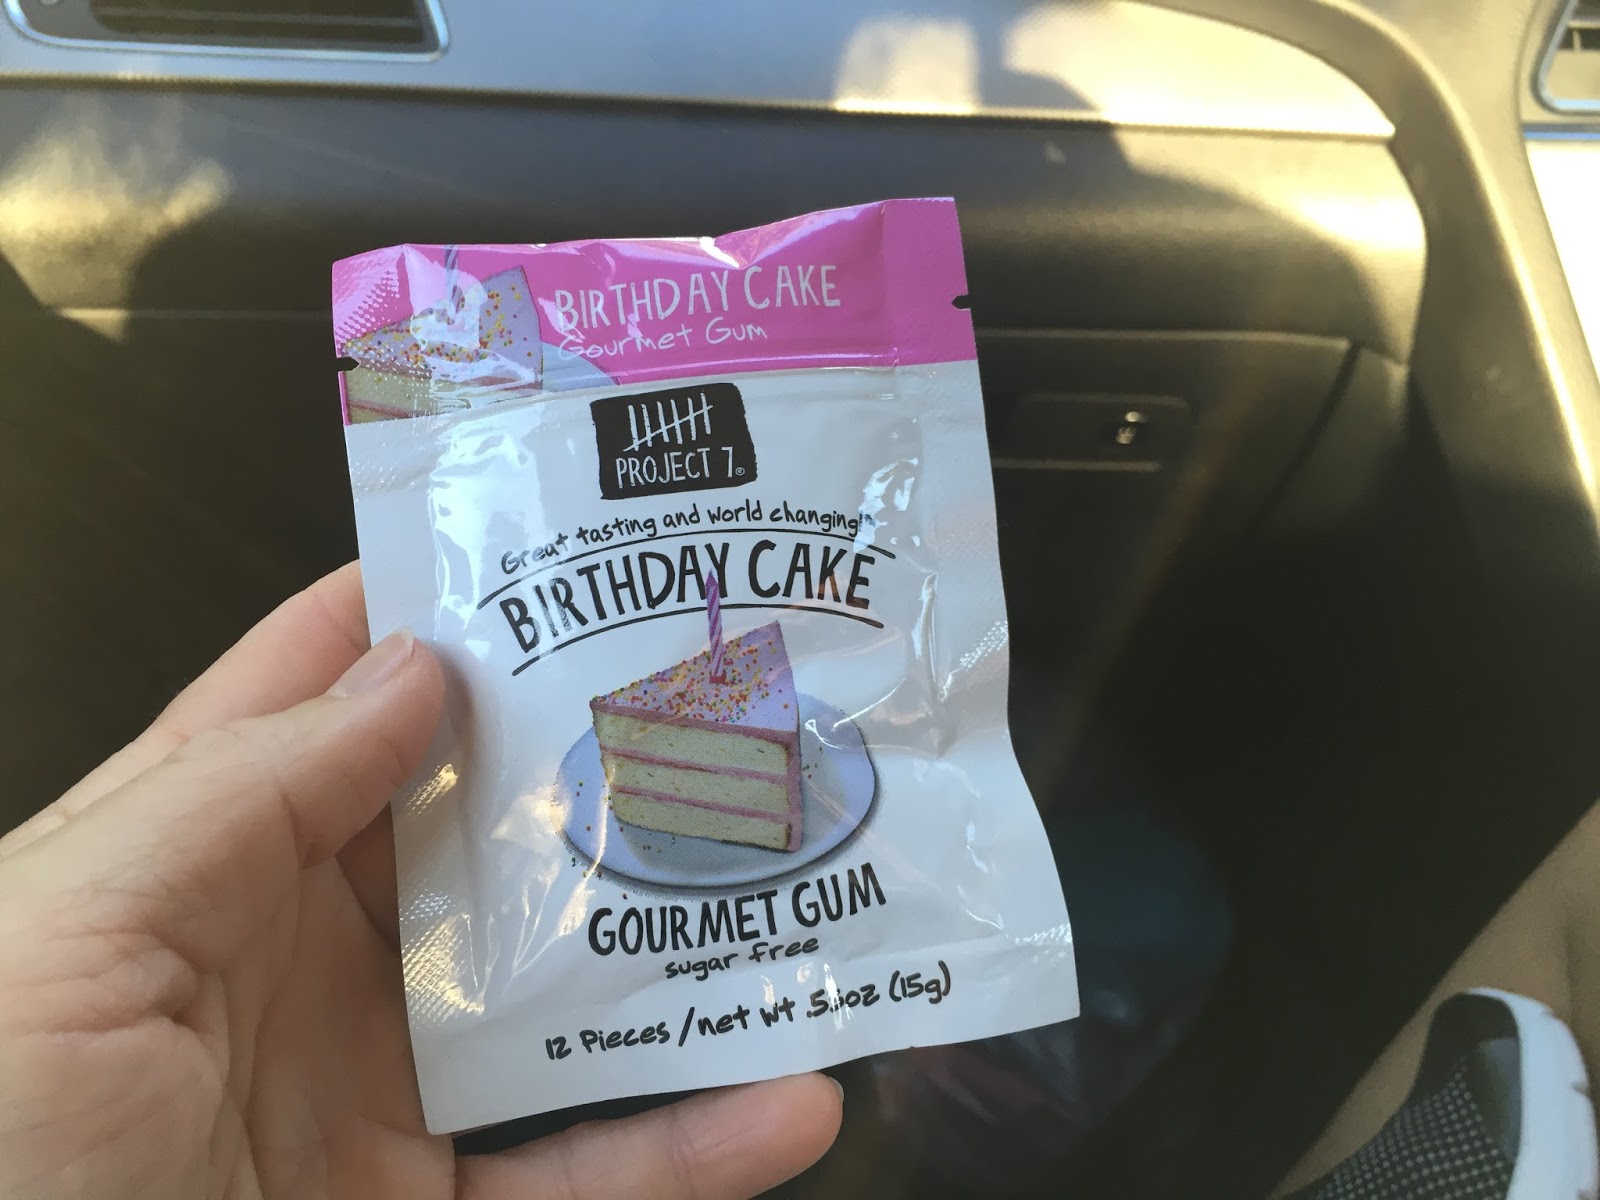 BIRTHDAY CAKE
Gourmet Gum
PROJECT 7®
Great tasting and world changing!™
BIRTHDAY CAKE
GOURMET GUM
sugar free
12 Pieces / net wt (15g)